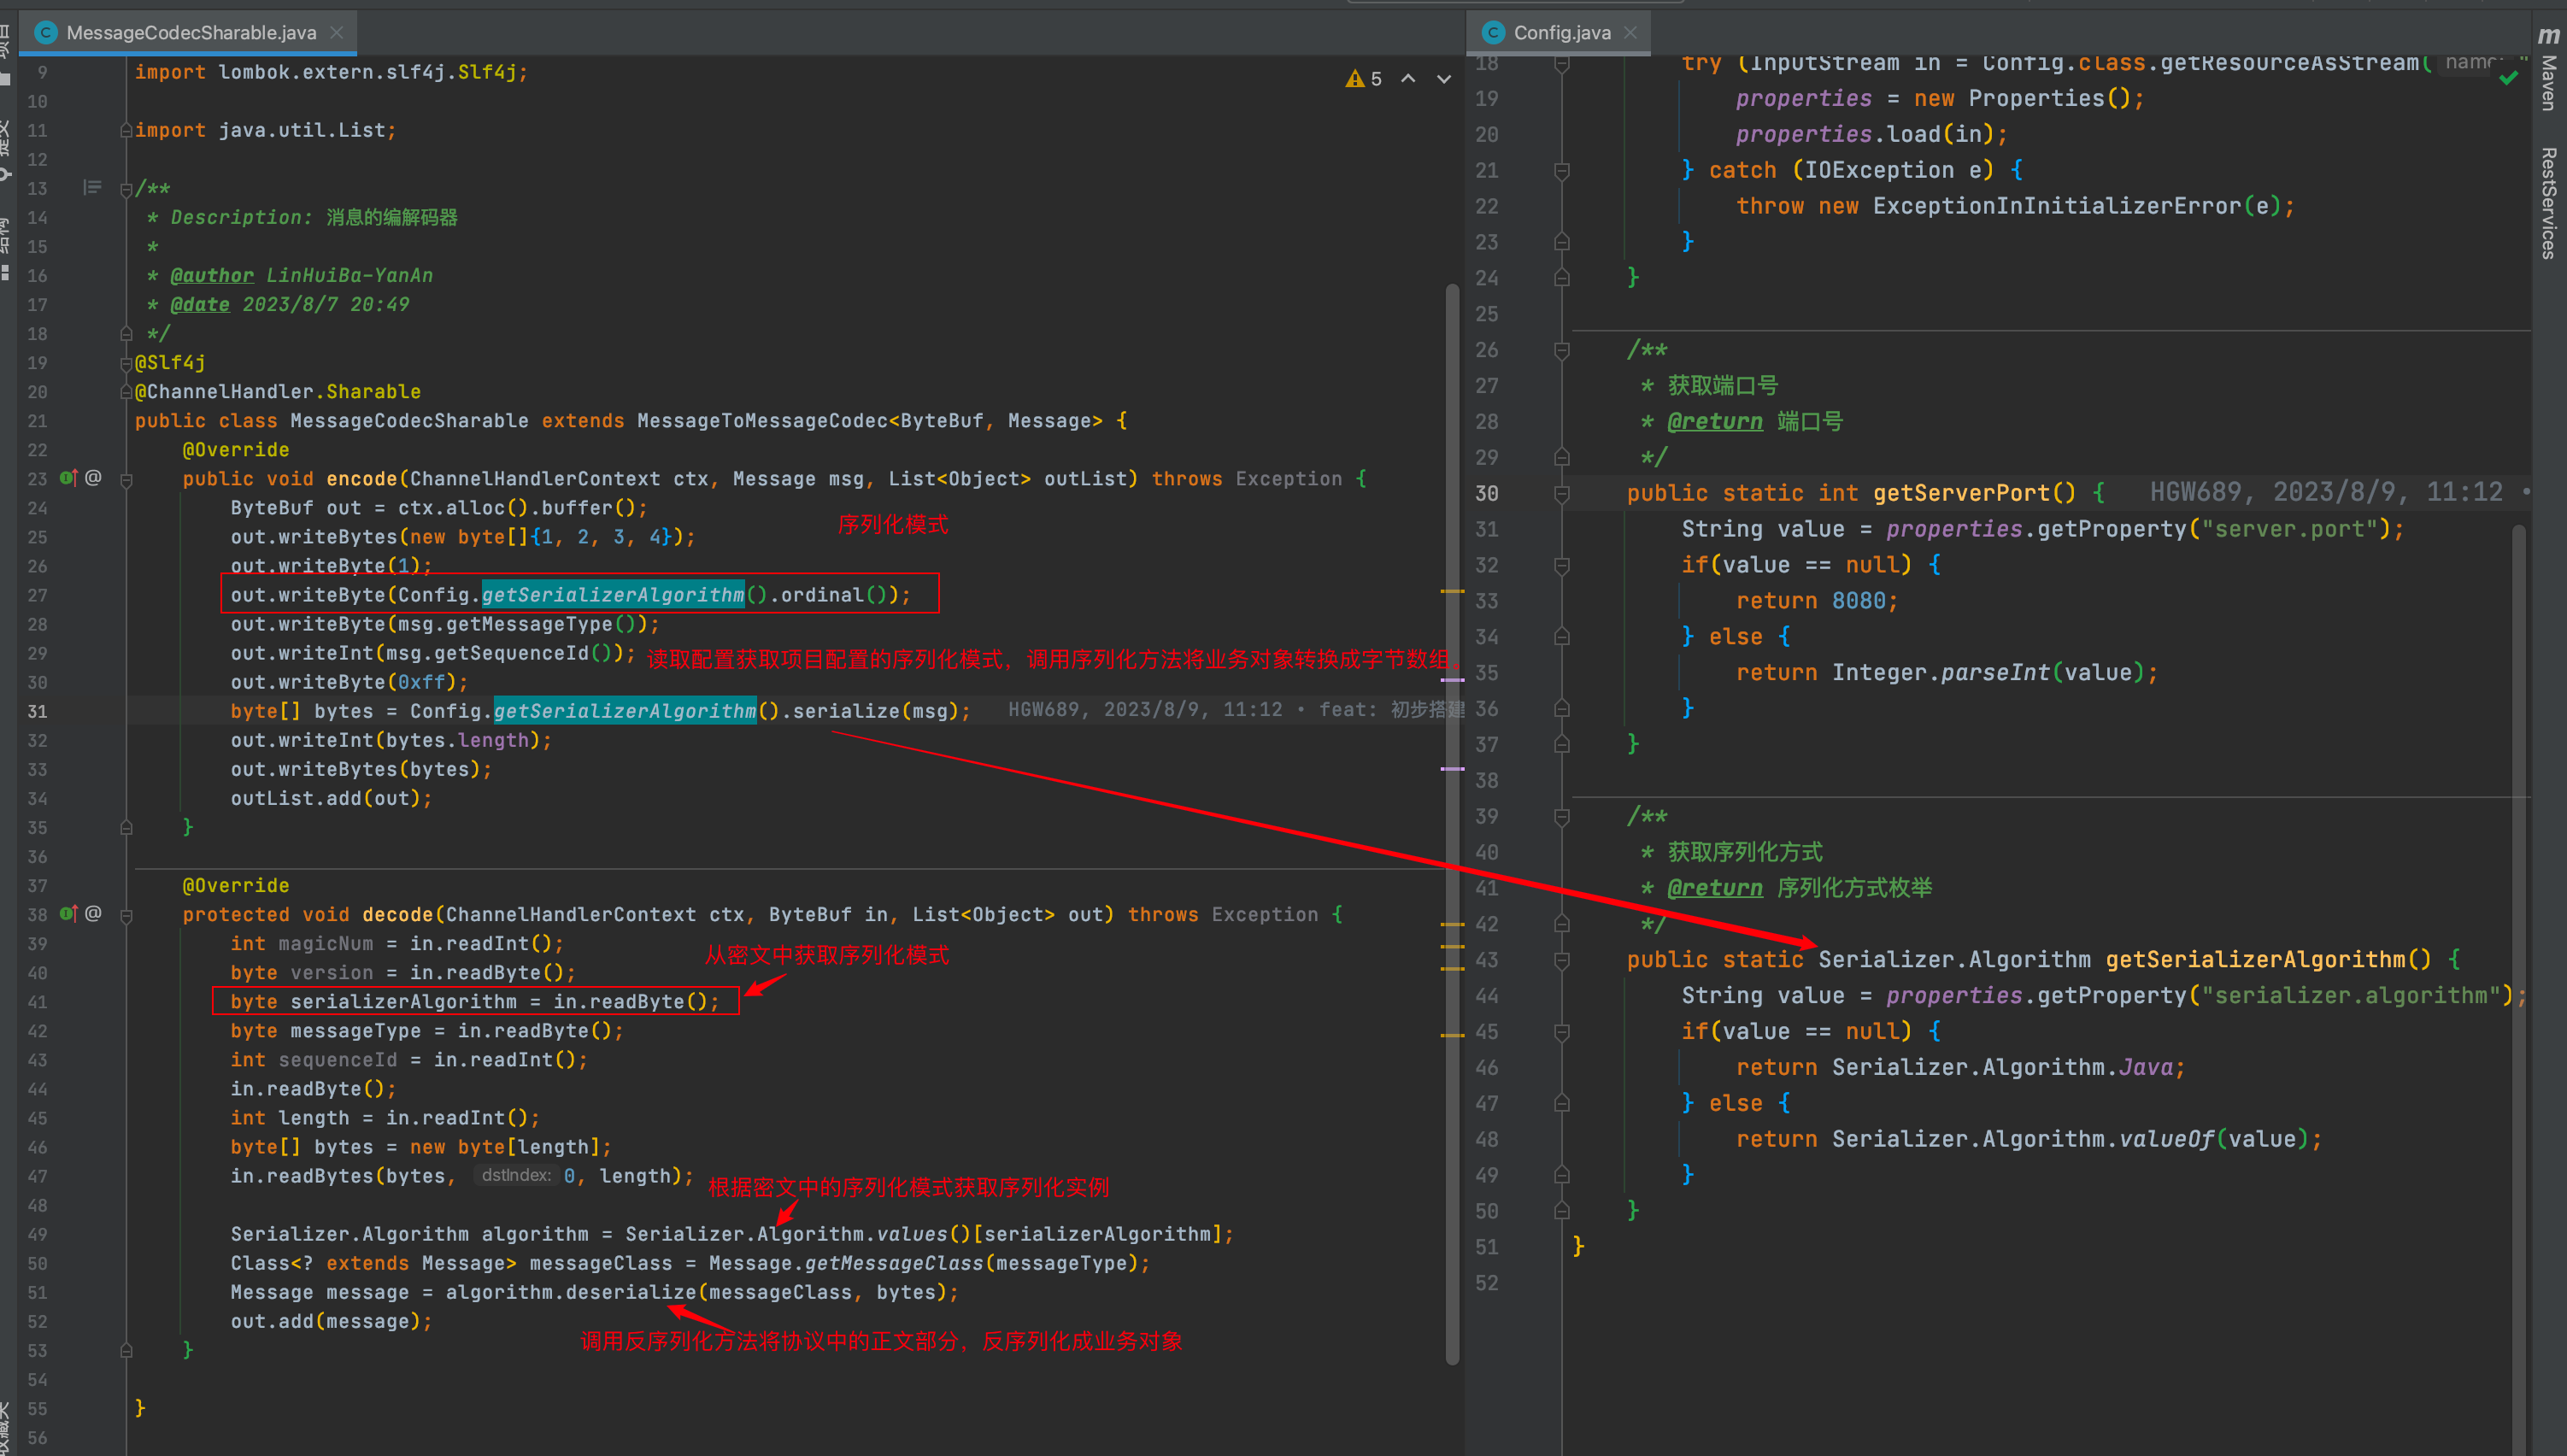 MessageCodecSharable.java
9 import lombok.extern.slf4j.Slf4j;
5
10
11 import java.util.List;
12
13 /**
14 * Description: 消息的编解码器
15 *
16 * @author LinHuiBa-YanAn
17 * @date 2023/8/7 20:49
18 */
19 @Slf4j
20 @ChannelHandler.Sharable
21 public class MessageCodecSharable extends MessageToMessageCodec<ByteBuf, Message> {
22 @Override
23 @ public void encode(ChannelHandlerContext ctx, Message msg, List<Object> outList) throws Exception {
24 ByteBuf out = ctx.alloc().buffer();
序列化模式
25 out.writeBytes(new byte[]{1, 2, 3, 4});
26 out.writeByte(1);
27 out.writeByte(Config.getSerializerAlgorithm().ordinal());
28 out.writeByte(msg.getMessageType());
29 out.writeInt(msg.getSequenceId());
读取配置获取项目配置的序列化模式，调用序列化方法将业务对象转换成字节数组。
30 out.writeByte(0xff);
31 byte[] bytes = Config.getSerializerAlgorithm().serialize(msg); HGW689, 2023/8/9, 11:12 • feat: 初步搭建
32 out.writeInt(bytes.length);
33 out.writeBytes(bytes);
34 outList.add(out);
35 }
36
37 @Override
38 @ protected void decode(ChannelHandlerContext ctx, ByteBuf in, List<Object> out) throws Exception {
39 int magicNum = in.readInt();
从密文中获取序列化模式
40 byte version = in.readByte();
41 byte serializerAlgorithm = in.readByte();
42 byte messageType = in.readByte();
43 int sequenceId = in.readInt();
44 in.readByte();
45 int length = in.readInt();
46 byte[] bytes = new byte[length];
47 in.readBytes(bytes, dstIndex: 0, length);
根据密文中的序列化模式获取序列化实例
48
49 Serializer.Algorithm algorithm = Serializer.Algorithm.values()[serializerAlgorithm];
50 Class<? extends Message> messageClass = Message.getMessageClass(messageType);
51 Message message = algorithm.deserialize(messageClass, bytes);
52 out.add(message);
调用反序列化方法将协议中的正文部分，反序列化成业务对象
53 }
54
55 }
56
Config.java
18 try (InputStream in = Config.class.getResourceAsStream( name: "
19 properties = new Properties();
20 properties.load(in);
21 } catch (IOException e) {
22 throw new ExceptionInInitializerError(e);
23 }
24 }
25
26 /**
27 * 获取端口号
28 * @return 端口号
29 */
30 public static int getServerPort() { HGW689, 2023/8/9, 11:12 •
31 String value = properties.getProperty("server.port");
32 if(value == null) {
33 return 8080;
34 } else {
35 return Integer.parseInt(value);
36 }
37 }
38
39 /**
40 * 获取序列化方式
41 * @return 序列化方式枚举
42 */
43 public static Serializer.Algorithm getSerializerAlgorithm() {
44 String value = properties.getProperty("serializer.algorithm");
45 if(value == null) {
46 return Serializer.Algorithm.Java;
47 } else {
48 return Serializer.Algorithm.valueOf(value);
49 }
50 }
51 }
52
m
Maven
RestServices
项目
提交
结构
收藏夹